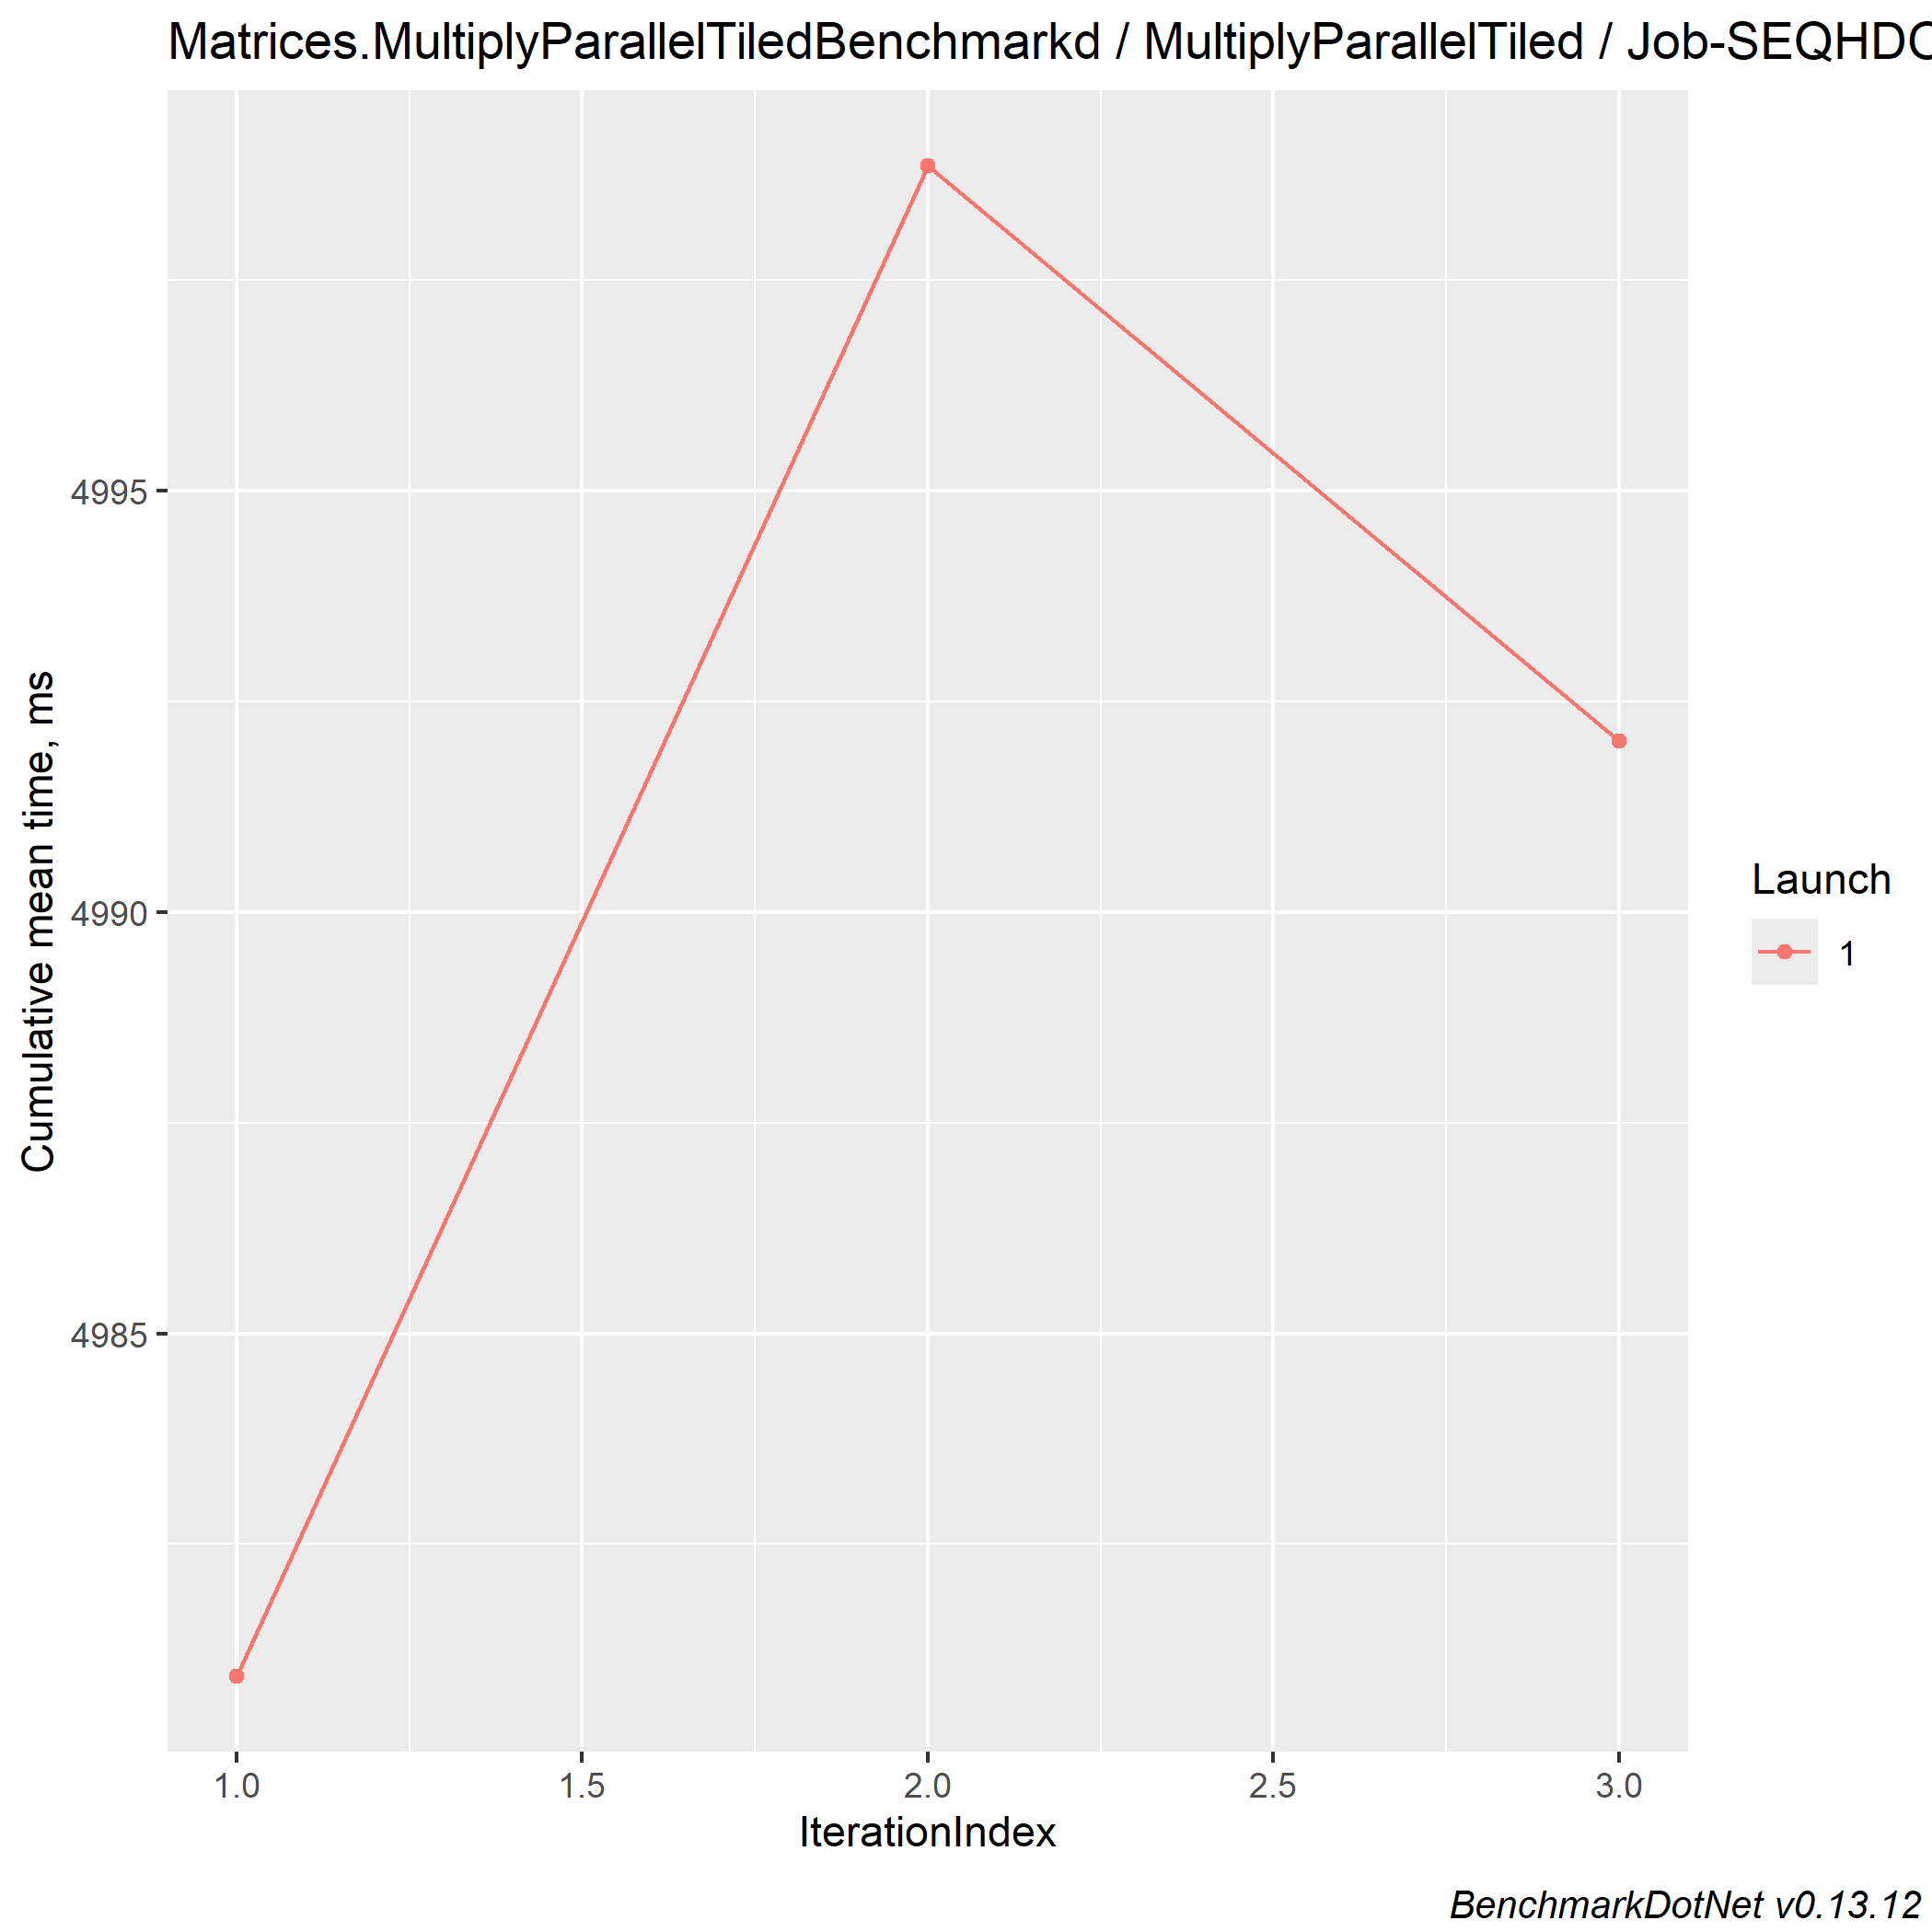 Matrices.MultiplyParallelTiledBenchmarkd / MultiplyParallelTiled / Job-SEQHD
Cumulative mean time, ms
4995
4990
4985
1.0 1.5 2.0 2.5 3.0
IterationIndex
Launch
1
BenchmarkDotNet v0.13.12